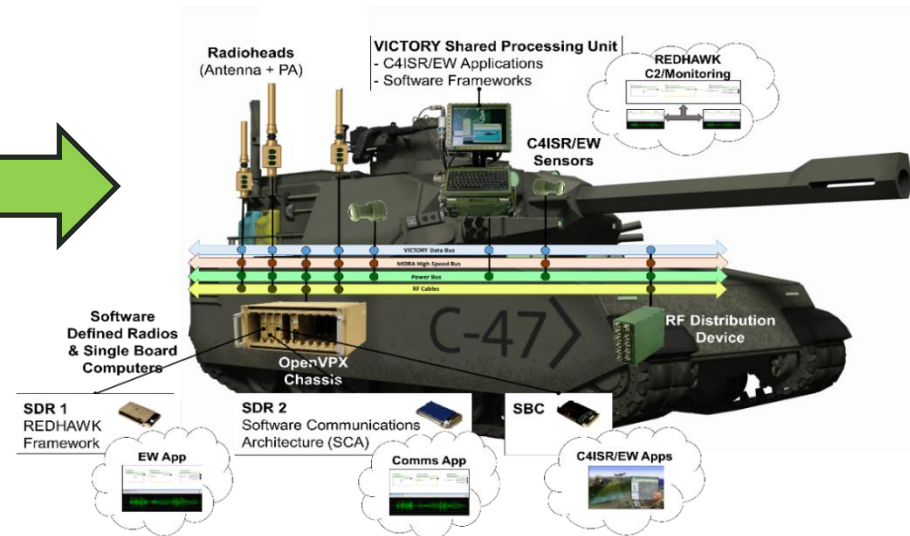 Radioheads
(Antenna + PA)
VICTORY Shared Processing Unit
- C4ISR/EW Applications
- Software Frameworks
REDHAWK
C2/Monitoring
C4ISR/EW
Sensors
VICTORY Data Bus
MORA High Speed Bus
Power Bus
RF Cables
Software
Defined Radios
& Single Board
Computers
OpenVPX
Chassis
C-47
RF Distribution
Device
SDR 1
REDHAWK
Framework
EW App
SDR 2
Software Communications
Architecture (SCA)
Comms App
SBC
C4ISR/EW Apps